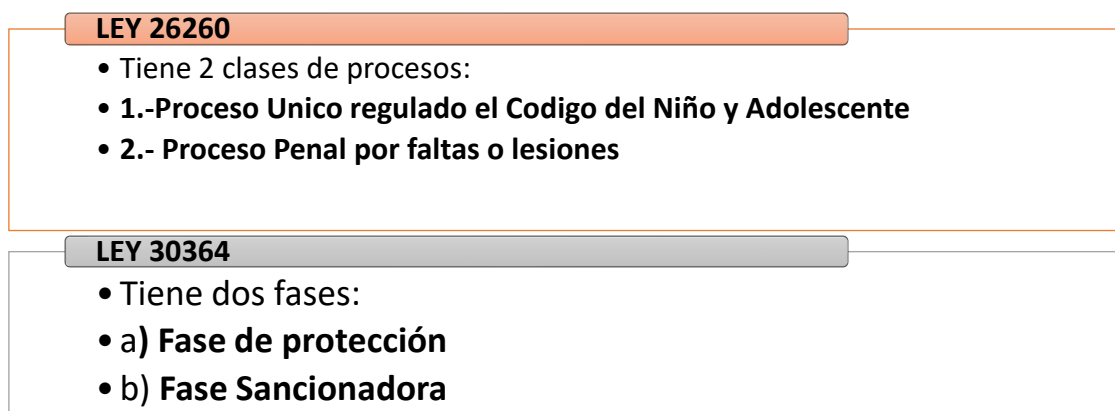 LEY 26260
• Tiene 2 clases de procesos:
• 1.-Proceso Unico regulado el Codigo del Niño y Adolescente
• 2.- Proceso Penal por faltas o lesiones
LEY 30364
• Tiene dos fases:
• a) Fase de protección
• b) Fase Sancionadora